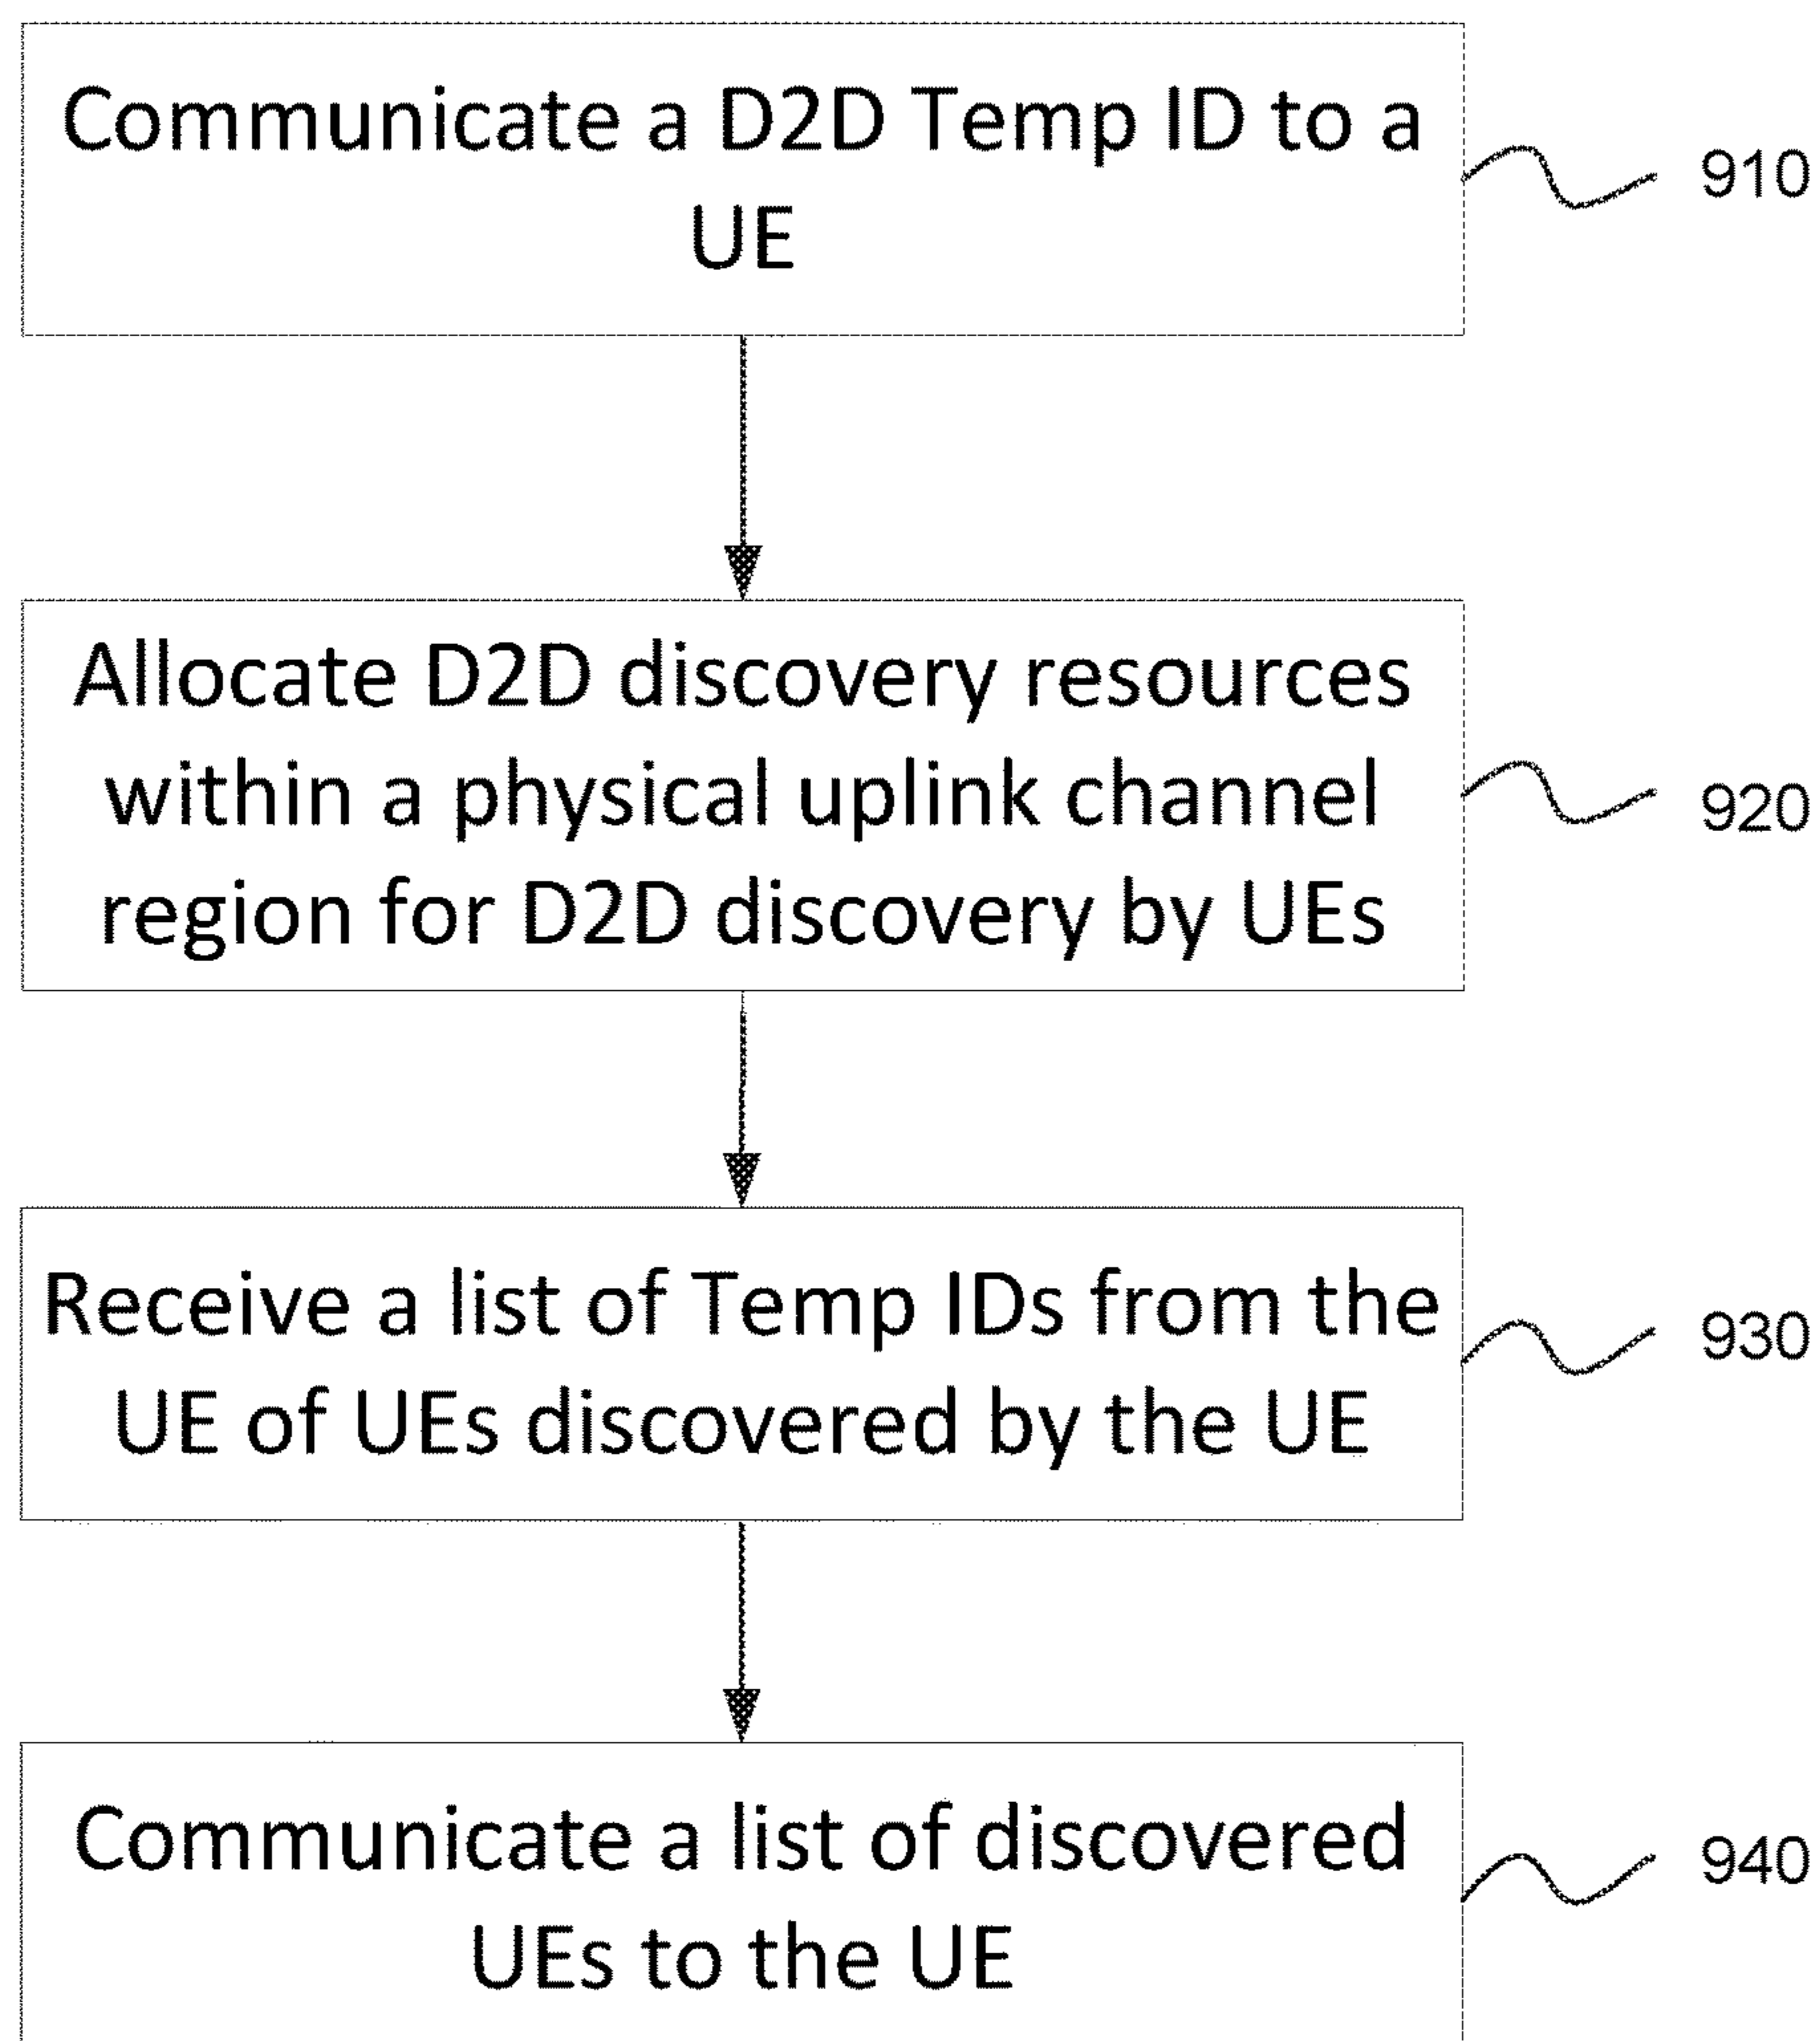 Communicate a D2D Temp ID to a
UE
910
Allocate D2D discovery resources
within a physical uplink channel
region for D2D discovery by UEs
920
Receive a list of Temp IDs from the
UE of UEs discovered by the UE
930
Communicate a list of discovered
UEs to the UE
940